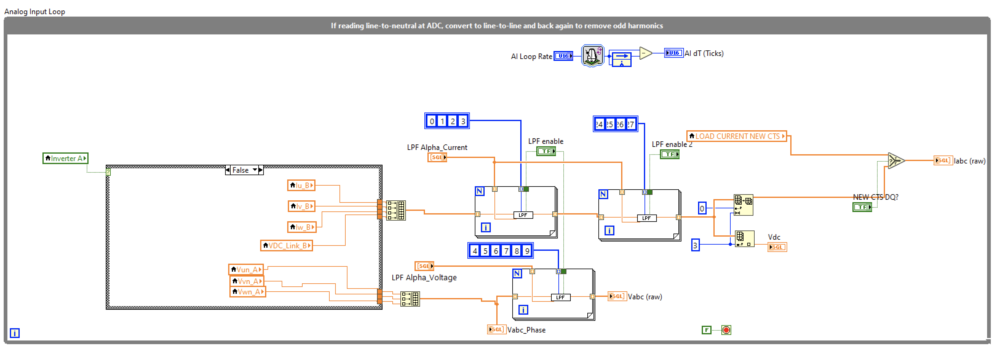 Analog Input Loop
If reading line-to-neutral at ADC, convert to line-to-line and back again to remove odd harmonics
AI Loop Rate U16 U16 AI dT (Ticks)
0 1 2 3
24 25 26 27
LOAD CURRENT NEW CTS
LPF enable
TF
LPF enable 2
TF
LPF Alpha_Current
[SGL]
Inverter A
?
False
SGL] Iabc (raw)
? T F
Iu_B
N
N
NEW CTS DQ?
TF
Iv_B
0
LPF
LPF
Iw_B
i
i
VDC_Link_B
3
Vdc
SGL
4 5 6 7 8 9
Vun_A
[SGL]
LPF Alpha_Voltage
N
Vvn_A
Vwn_A
LPF
SGL] Vabc (raw)
i
SGL] Vabc_Phase
F
i